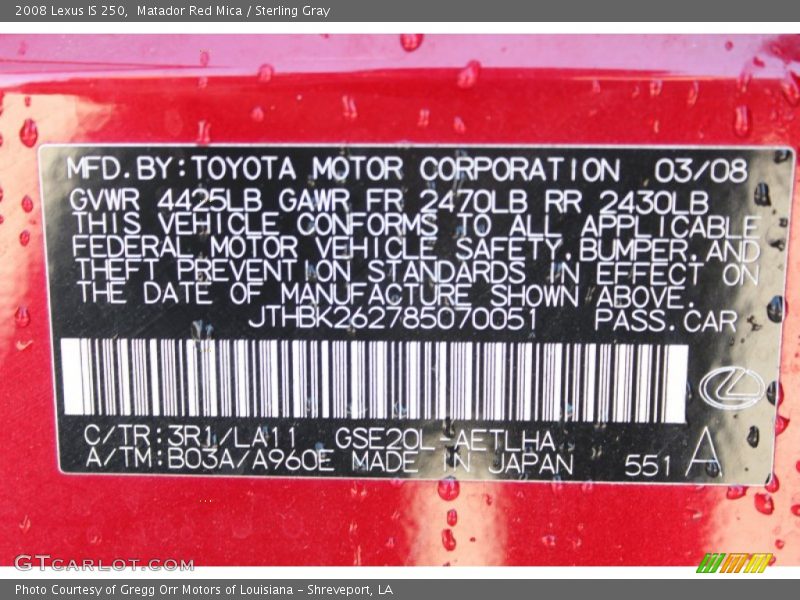 2008 Lexus IS 250,  Matador Red Mica / Sterling Gray
MFD.BY:TOYOTA MOTOR CORPORATION 03/08
GVWR 4425LB GAWR FR 2470LB RR 2430LB
THIS VEHICLE CONFORMS TO ALL APPLICABLE
FEDERAL MOTOR VEHICLE SAFETY,BUMPER,AND
THEFT PREVENTION STANDARDS IN EFFECT ON
THE DATE OF MANUFACTURE SHOWN ABOVE.
JTHBK262785070051 PASS.CAR
C/TR:3R1/LA11 GSE20L-AETLHA
A/TM:B03A/A960E MADE IN JAPAN 551 A
GTCARLOT.COM
Photo Courtesy of Gregg Orr Motors of Louisiana - Shreveport, LA